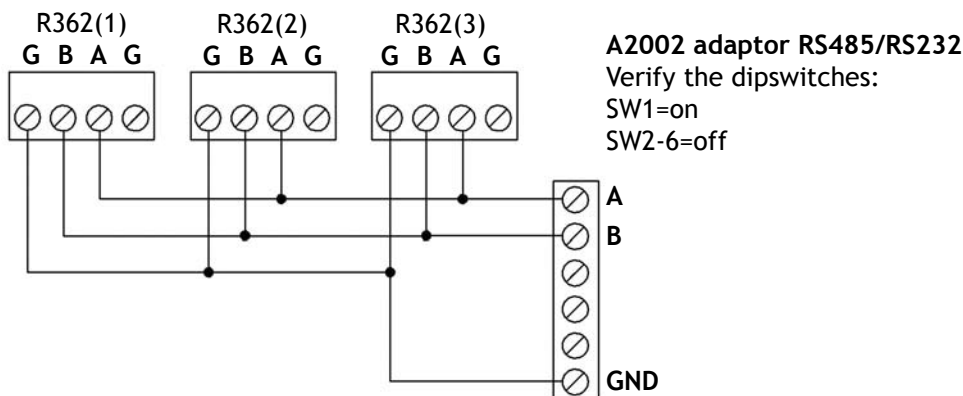 R362(1) R362(2) R362(3)
G B A G G B A G G B A G
A2002 adaptor RS485/RS232
Verify the dipswitches:
SW1=on
SW2-6=off
A
B
GND